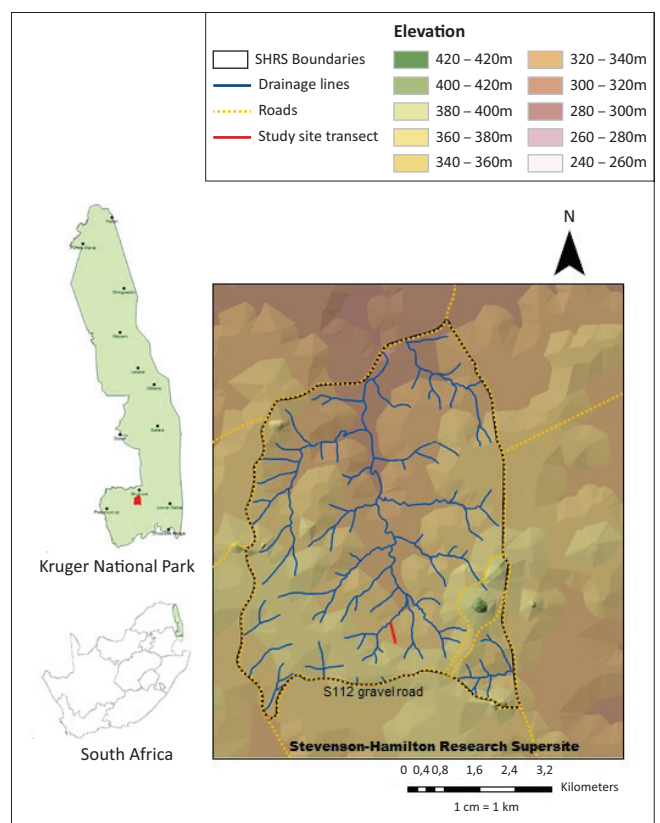 Elevation
SHRS Boundaries
Drainage lines
Roads
Study site transect
420 – 420m
400 – 420m
380 – 400m
360 – 380m
340 – 360m
320 – 340m
300 – 320m
280 – 300m
260 – 280m
240 – 260m
N
Kruger National Park
South Africa
S112 gravel road
Stevenson-Hamilton Research Supersite
0 0,4 0,8 1,6 2,4 3,2
Kilometers
1 cm = 1 km